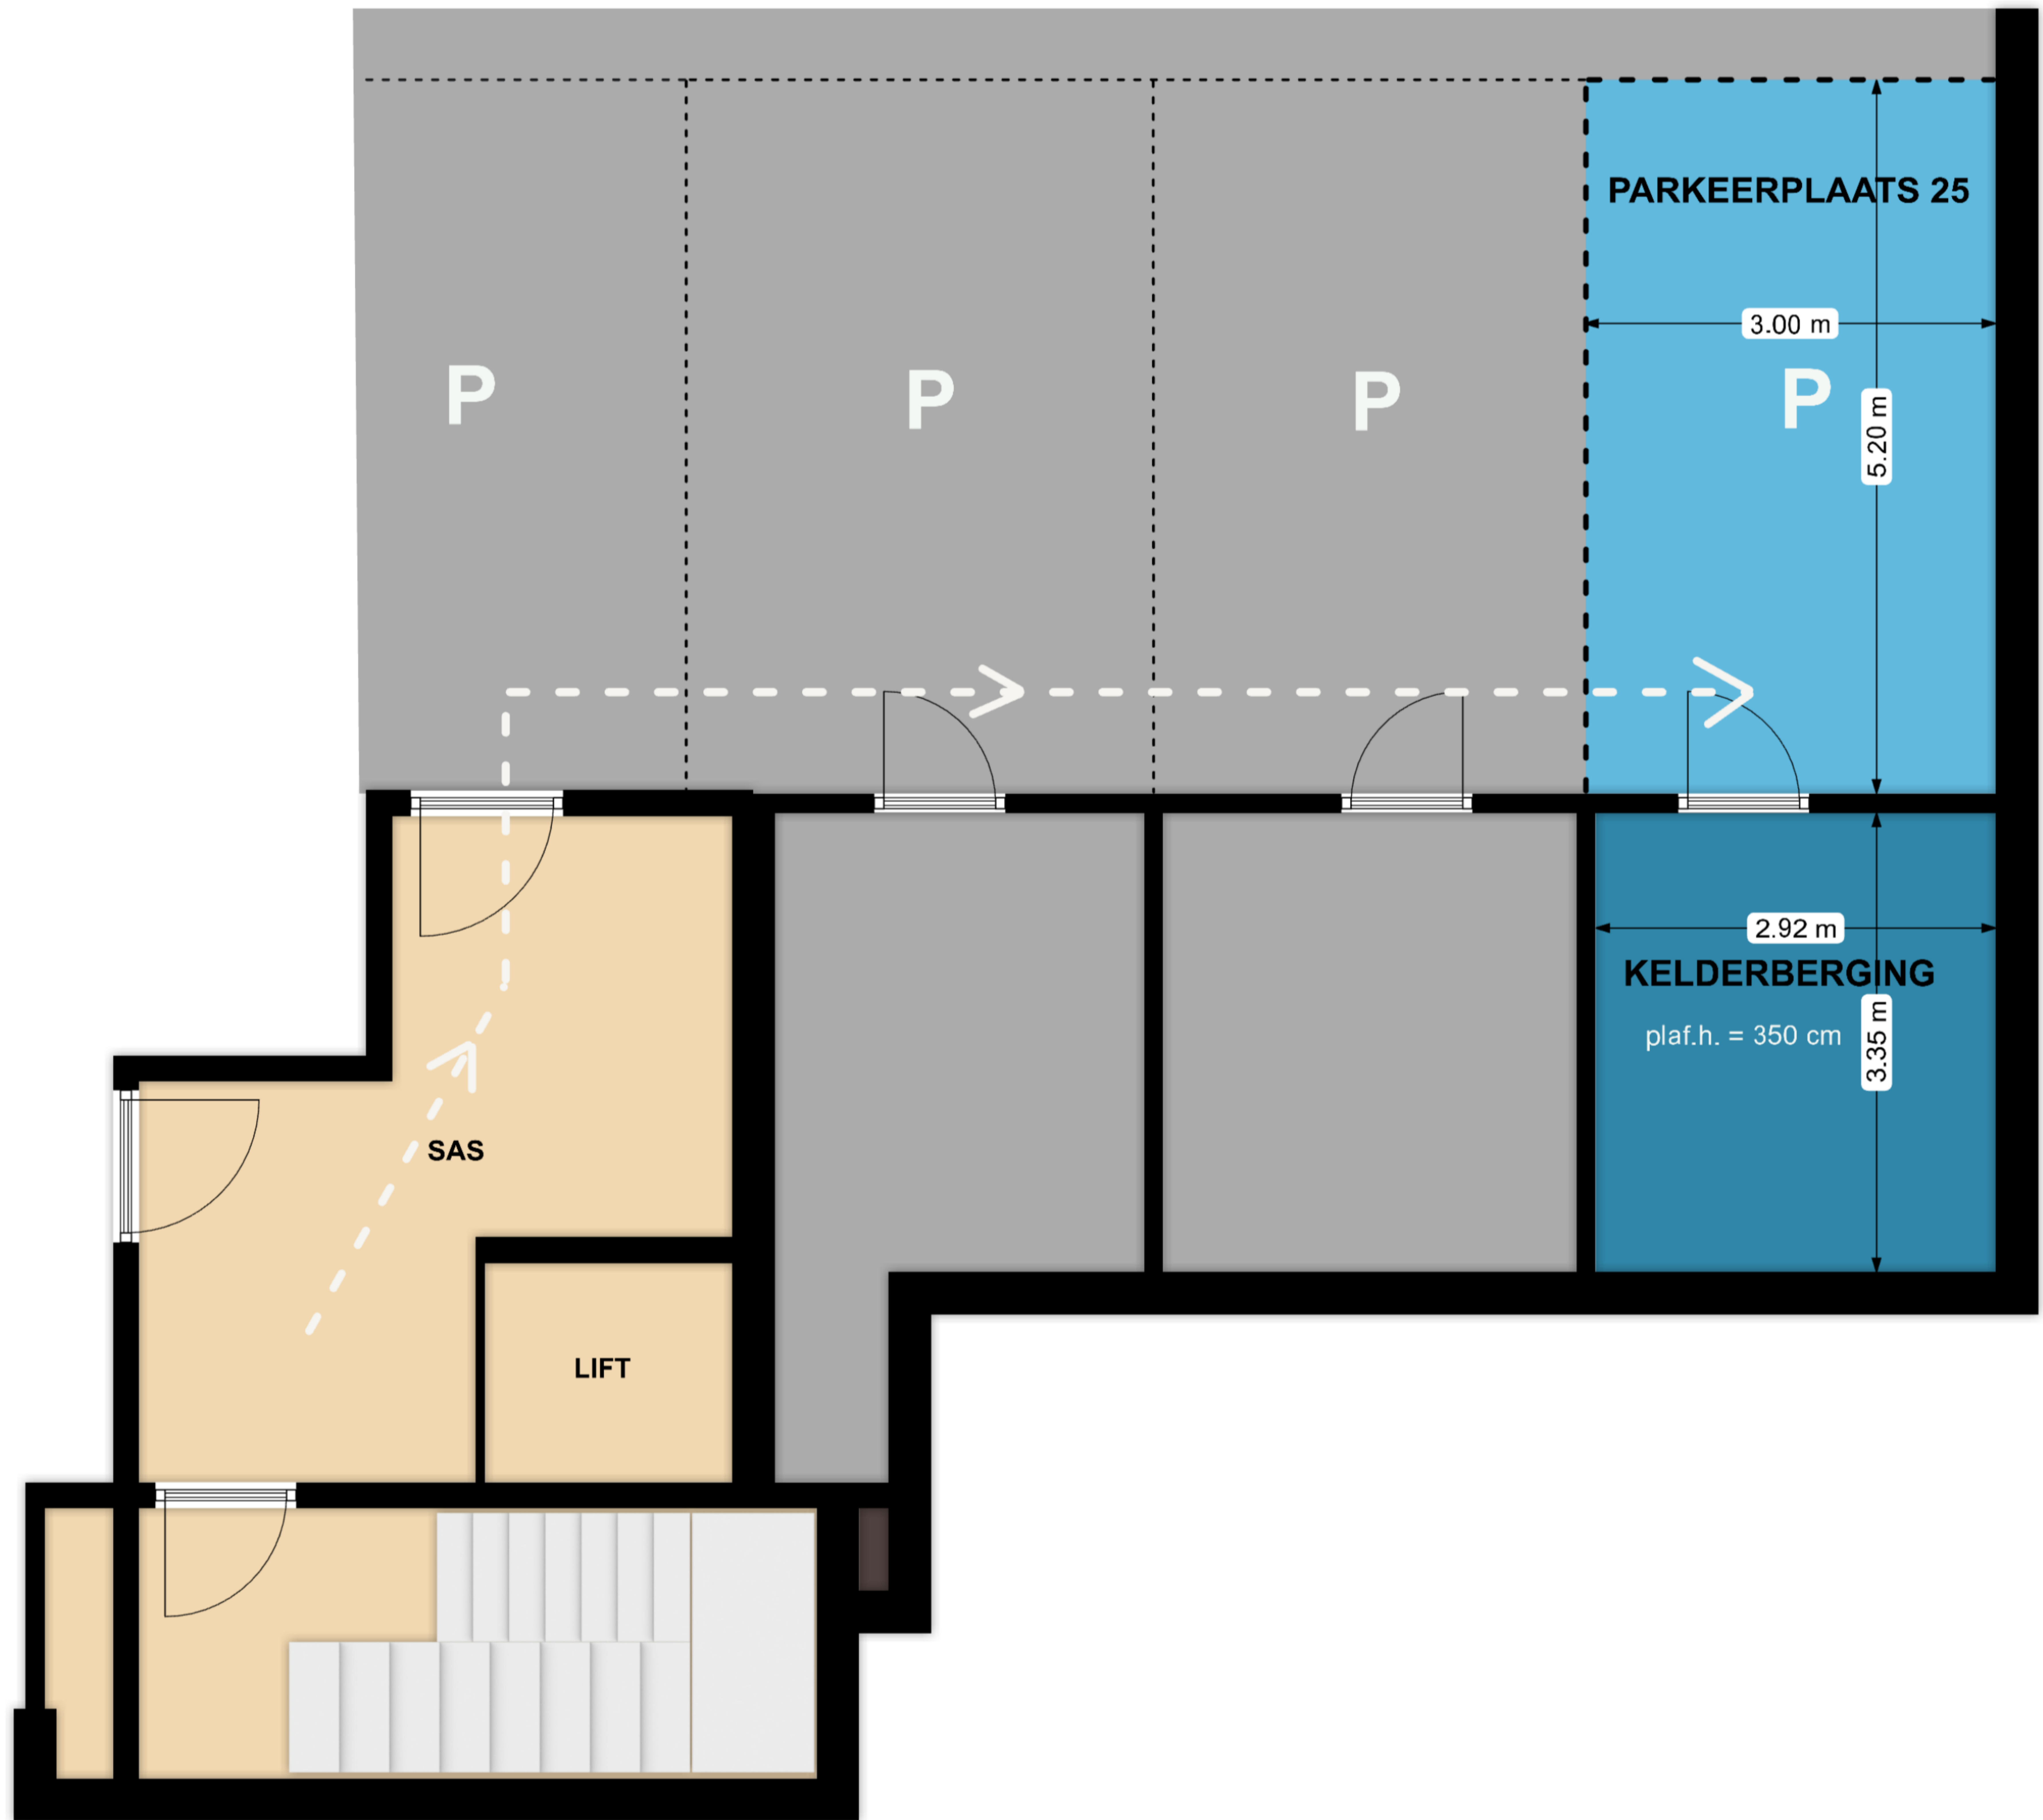 PARKEERPLAATS 25
3.00 m
P
P
P
P
5.20 m
2.92 m
KELDERBERGING
plaf.h. = 350 cm
3.35 m
SAS
LIFT